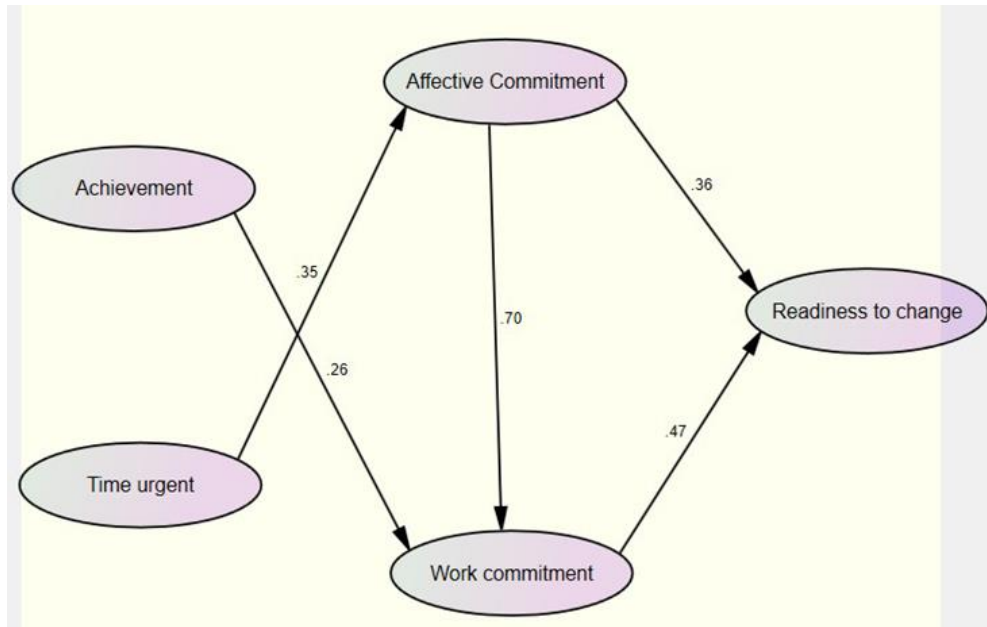 Affective Commitment
Achievement
.36
.35
Readiness to change
.70
.26
.47
Time urgent
Work commitment